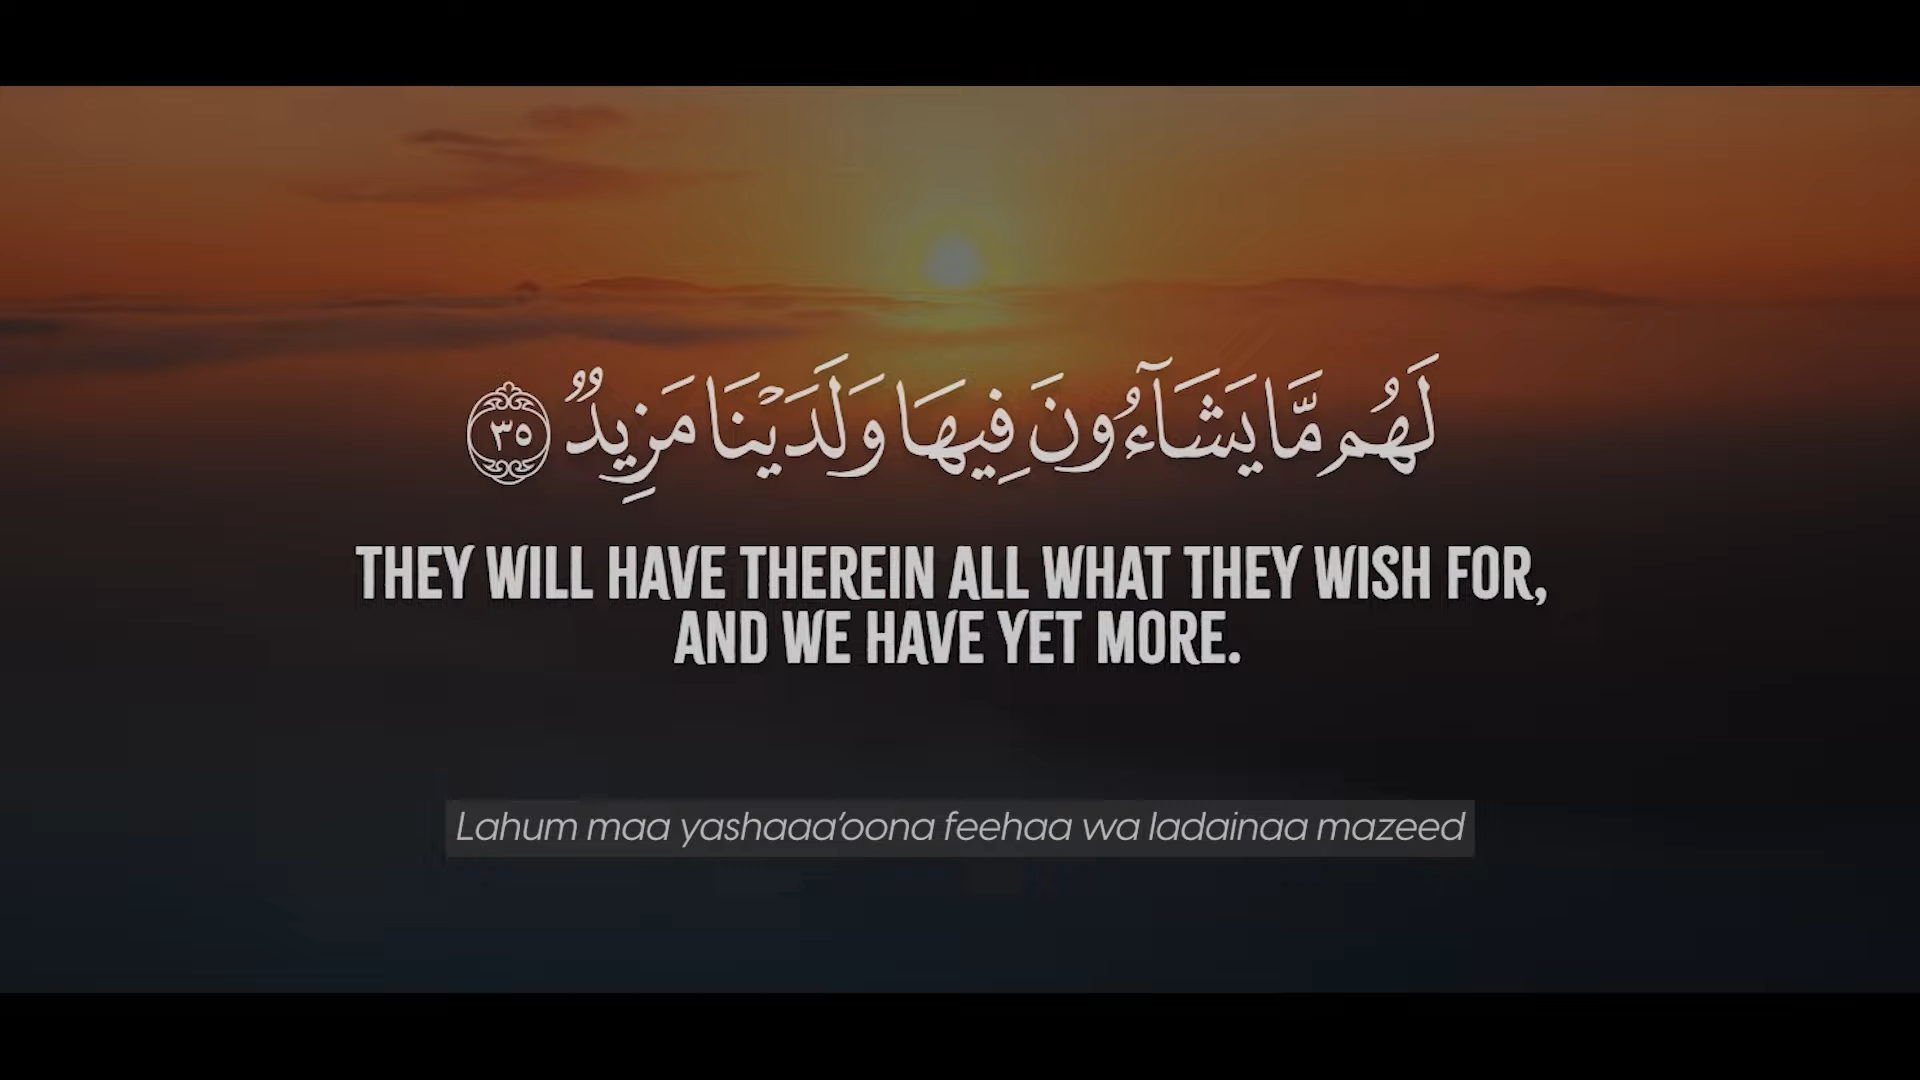 لَهُم مَّا يَشَآءُونَ فِيهَا وَلَدَيْنَا مَزِيدٌ ٣٥
THEY WILL HAVE THEREIN ALL WHAT THEY WISH FOR,
AND WE HAVE YET MORE.
Lahum maa yashaaa'oona feehaa wa ladainaa mazeed